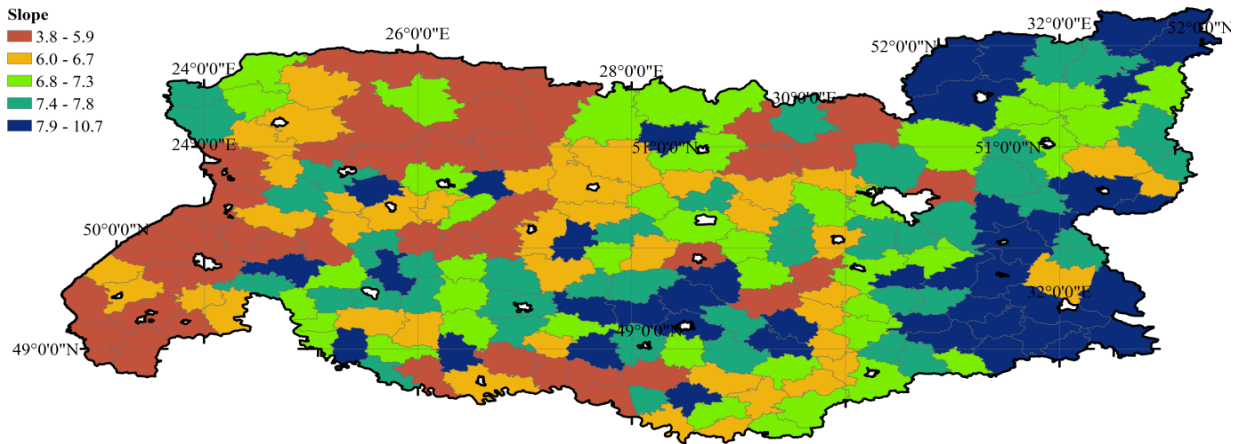 Slope
3.8 - 5.9
6.0 - 6.7
6.8 - 7.3
7.4 - 7.8
7.9 - 10.7
26°0'0"E
32°0'0"E
52°0'0"N
52°0'0"N
24°0'0"E
28°0'0"E
30°0'0"E
24°0'0"E
51°0'0"N
51°0'0"N
50°0'0"N
32°0'0"E
49°0'0"N
49°0'0"N